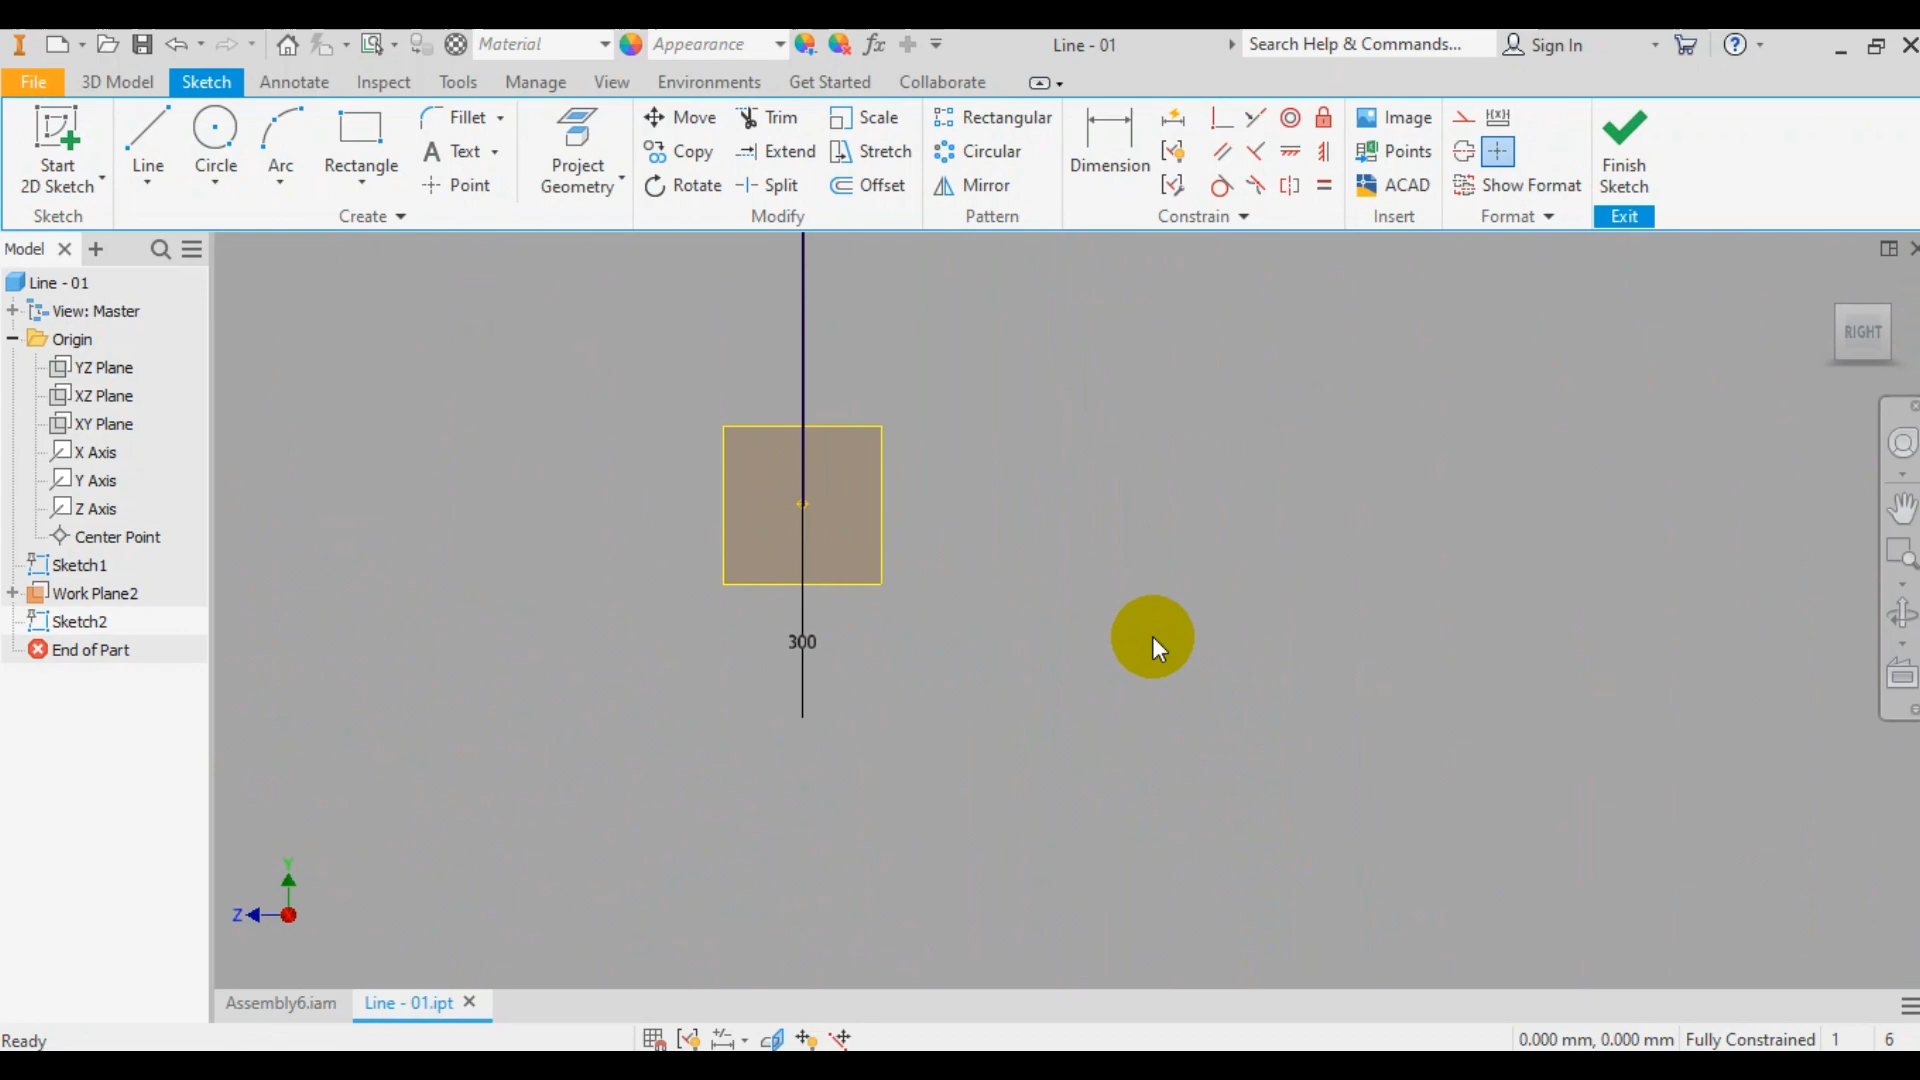 Material
Appearance
fx
Line - 01
Search Help & Commands...
Sign In
File
3D Model
Sketch
Annotate
Inspect
Tools
Manage
View
Environments
Get Started
Collaborate
Start
2D Sketch
Line
Circle
Arc
Rectangle
Fillet
Text
Point
Project
Geometry
Move
Copy
Rotate
Trim
Extend
Split
Scale
Stretch
Offset
Rectangular
Circular
Mirror
Dimension
Image
Points
ACAD
Show Format
Finish
Sketch
Sketch
Create
Modify
Pattern
Constrain
Insert
Format
Exit
Model
Line - 01
View: Master
Origin
YZ Plane
XZ Plane
XY Plane
X Axis
Y Axis
Z Axis
Center Point
Sketch1
Work Plane2
Sketch2
End of Part
RIGHT
300
Y
Z
Assembly6.iam
Line - 01.ipt
Ready
0.000 mm, 0.000 mm
Fully Constrained
1
6